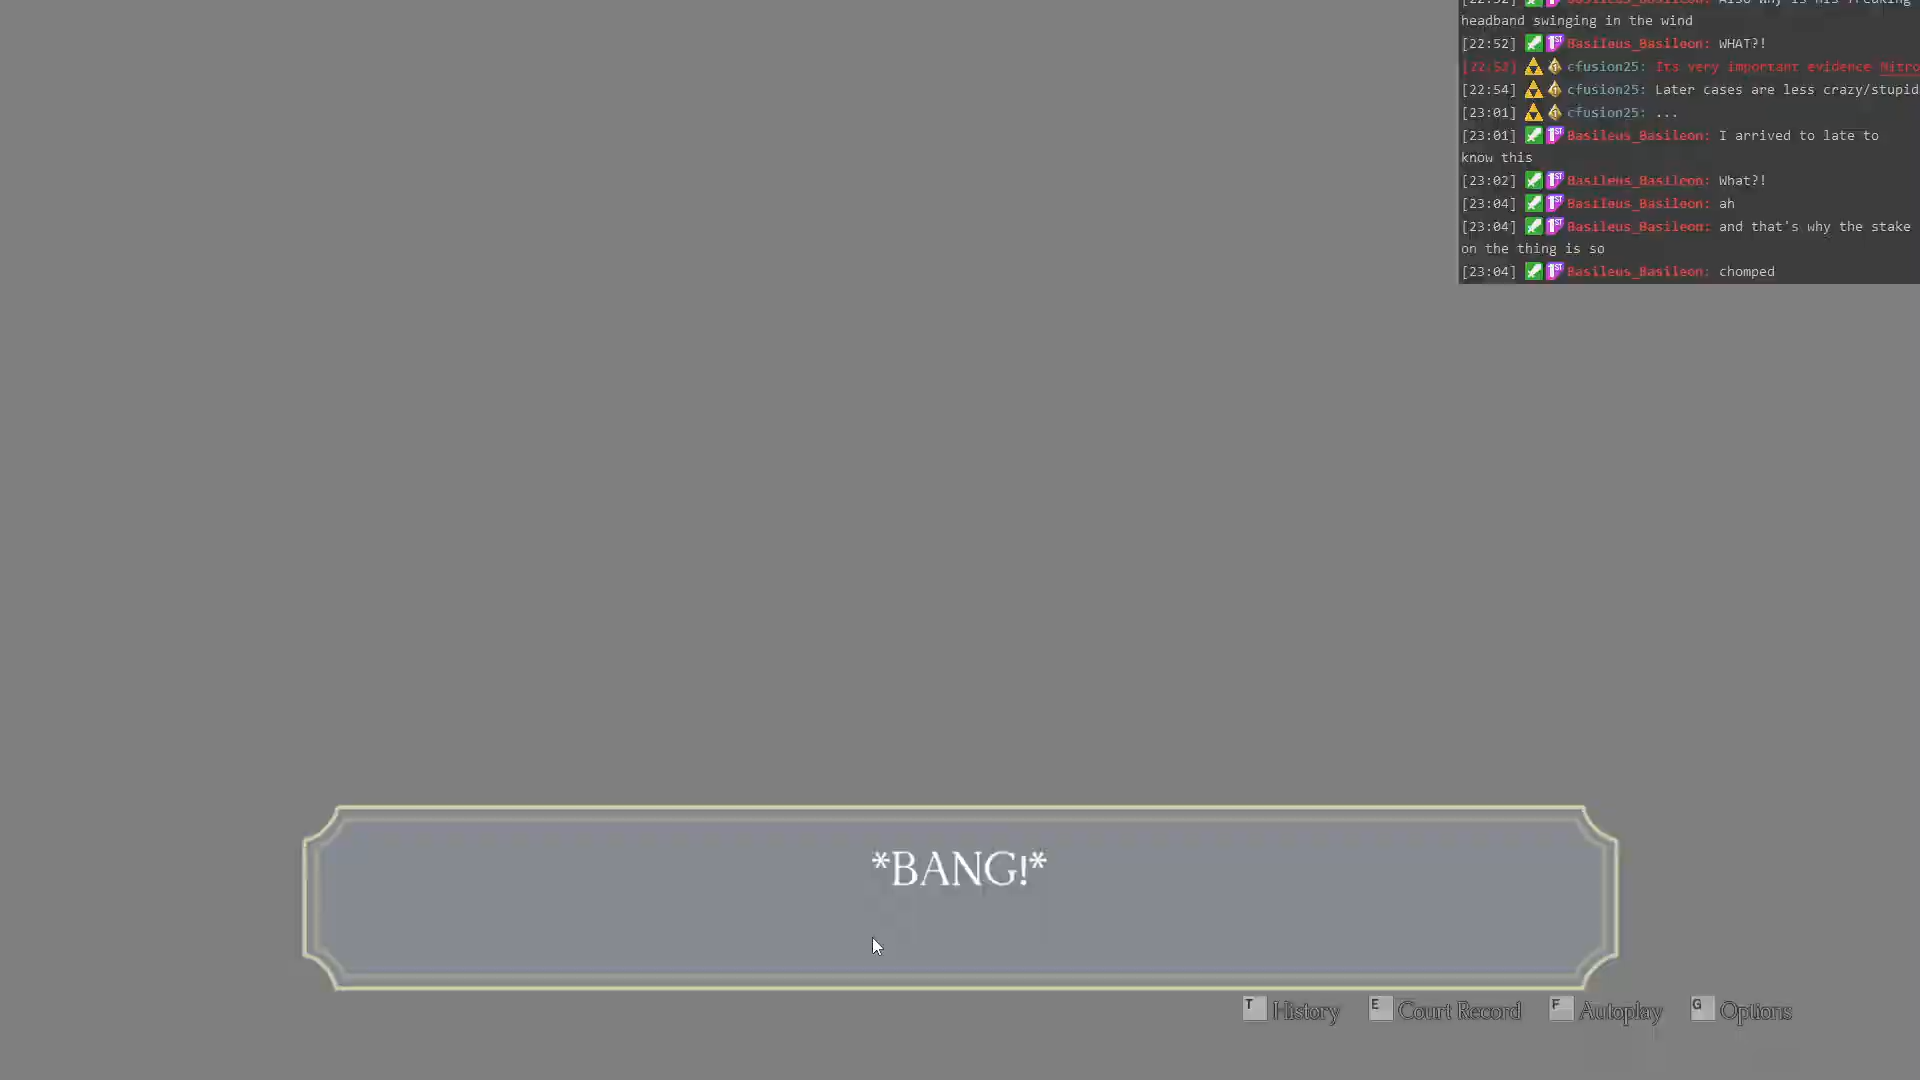 headband swinging in the wind
[22:52] Basileus_Basileon: WHAT?!
[22:53] cfusion25: Its very important evidence Nitro
[22:54] cfusion25: Later cases are less crazy/stupid
[23:01] cfusion25: ...
[23:01] Basileus_Basileon: I arrived to late to
know this
[23:02] Basileus_Basileon: What?!
[23:04] Basileus_Basileon: ah
[23:04] Basileus_Basileon: and that's why the stake
on the thing is so
[23:04] Basileus_Basileon: chomped
*BANG!*
T History E Court Record F Autoplay G Options